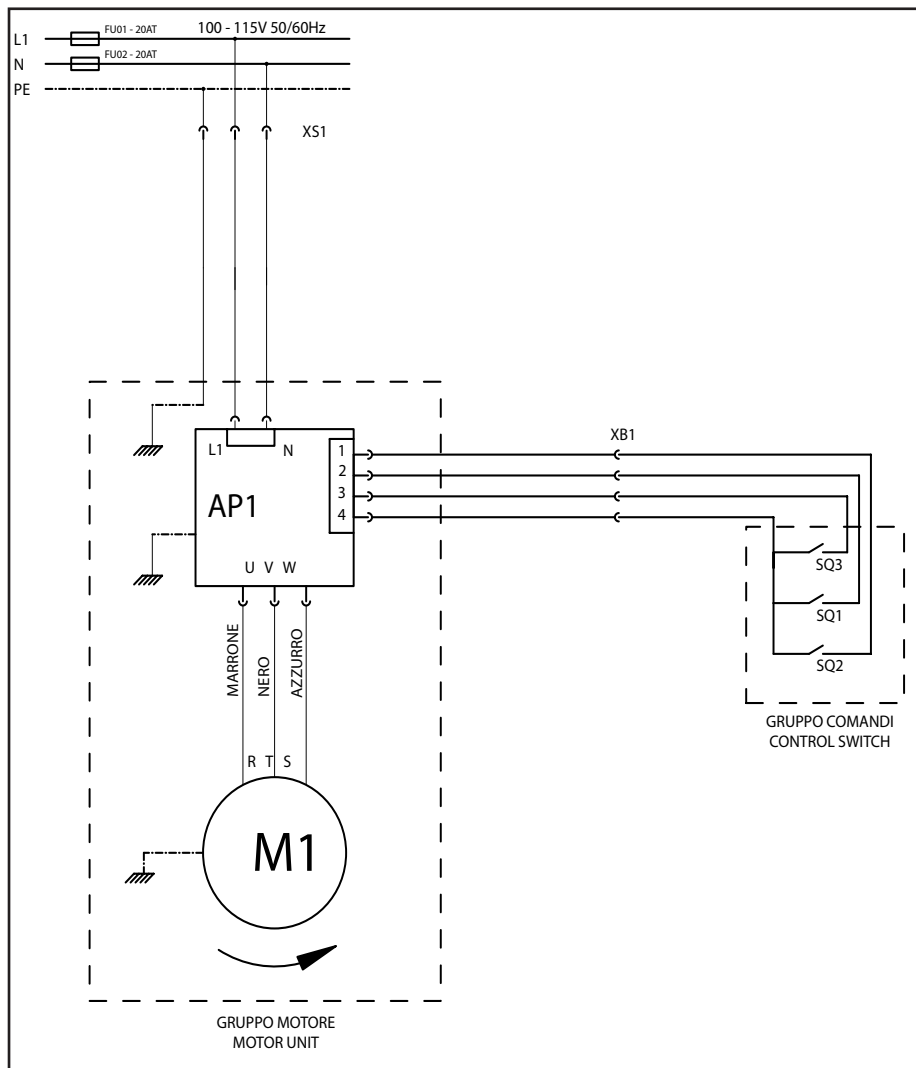 L1
FU01 - 20AT
100 - 115V 50/60Hz
N
FU02 - 20AT
PE
XS1
L1 N
AP1
1
2
3
4
XB1
U V W
MARRONE
NERO
AZZURRO
R T S
M1
SQ3
SQ1
SQ2
GRUPPO COMANDI
CONTROL SWITCH
GRUPPO MOTORE
MOTOR UNIT